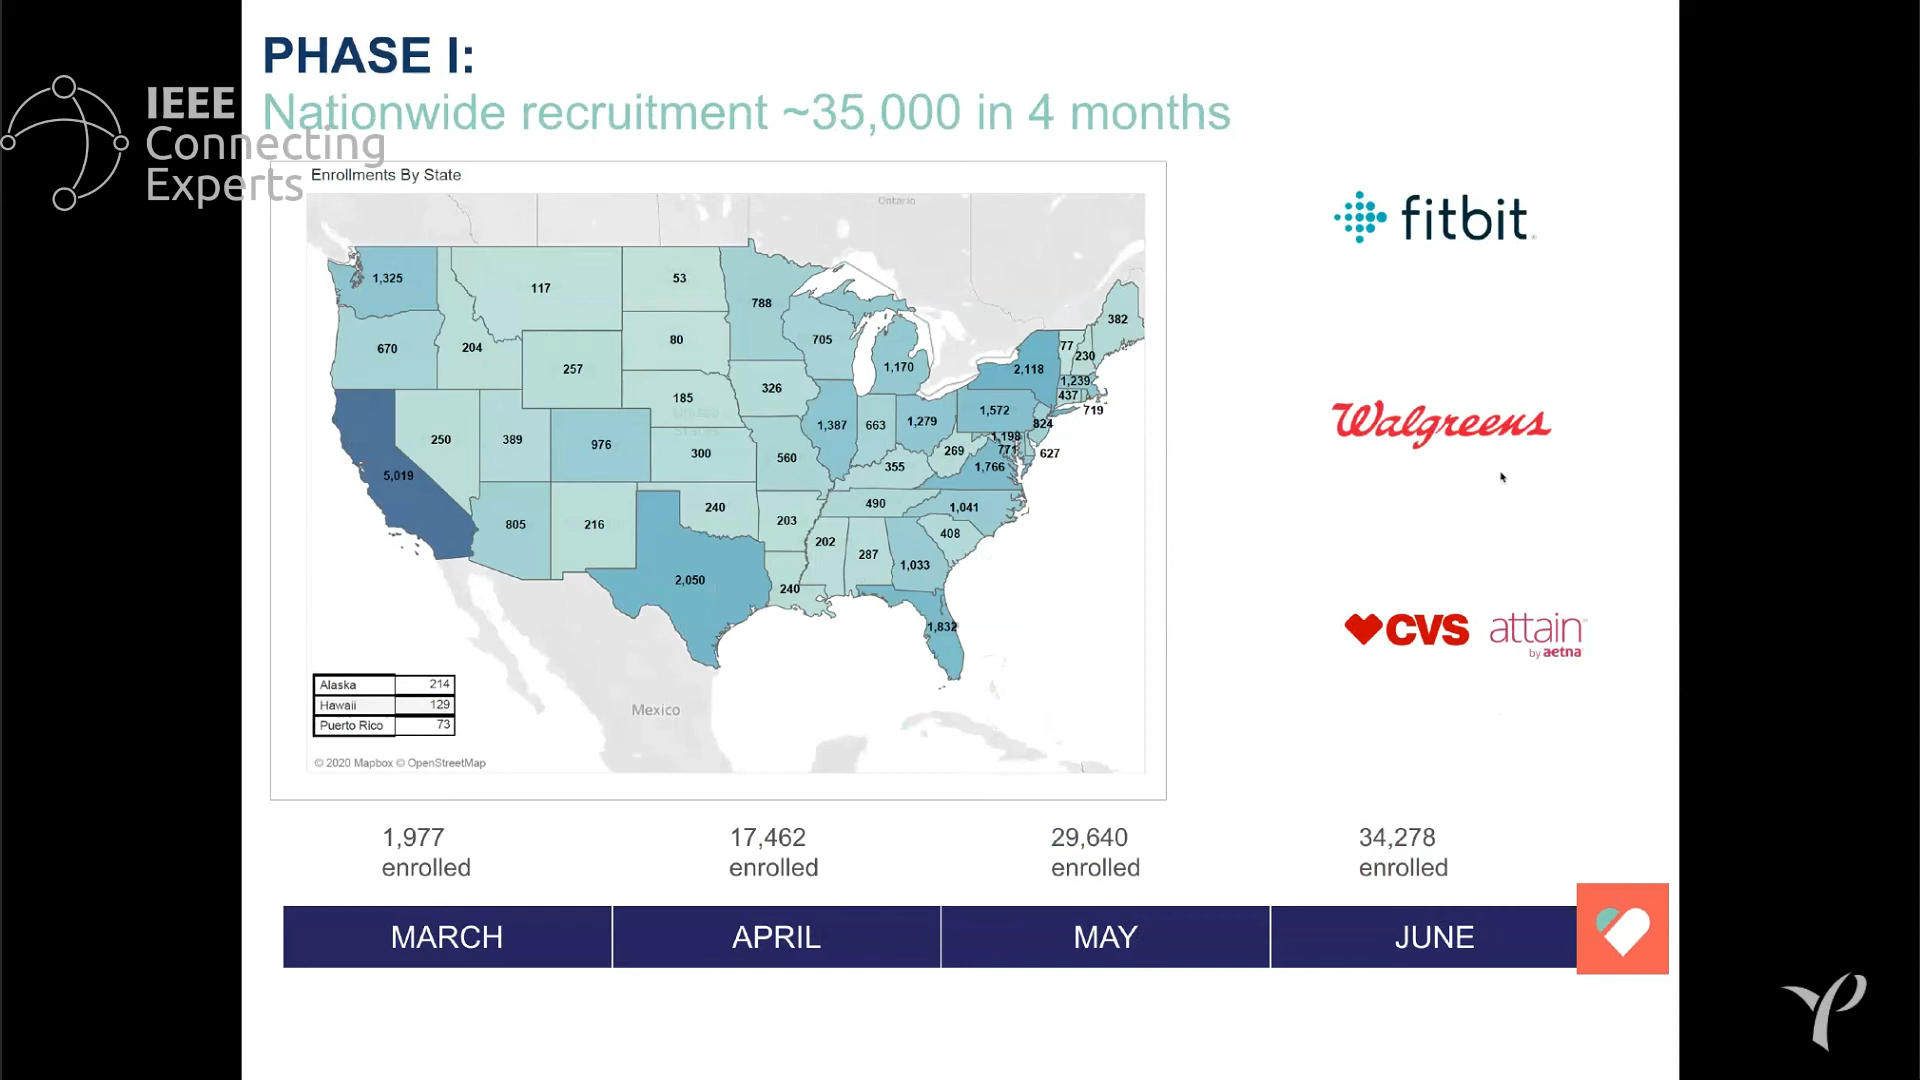 PHASE I:
Nationwide recruitment ~35,000 in 4 months
IEEE
Connecting
Experts
Enrollments By State
Ontario
1,325
117
53
788
705
1,170
382
77
230
670
204
257
80
2,118
1,239
437
719
326
185
United
States
1,387
663
1,279
1,572
824
1,198
771
627
250
389
976
300
560
355
269
1,766
5,019
805
216
240
203
490
1,041
408
202
287
1,033
2,050
240
1,832
Alaska 214
Hawaii 129
Puerto Rico 73
Mexico
© 2020 Mapbox © OpenStreetMap
fitbit
Walgreens
CVS attain
by aetna
1,977
enrolled
17,462
enrolled
29,640
enrolled
34,278
enrolled
MARCH APRIL MAY JUNE